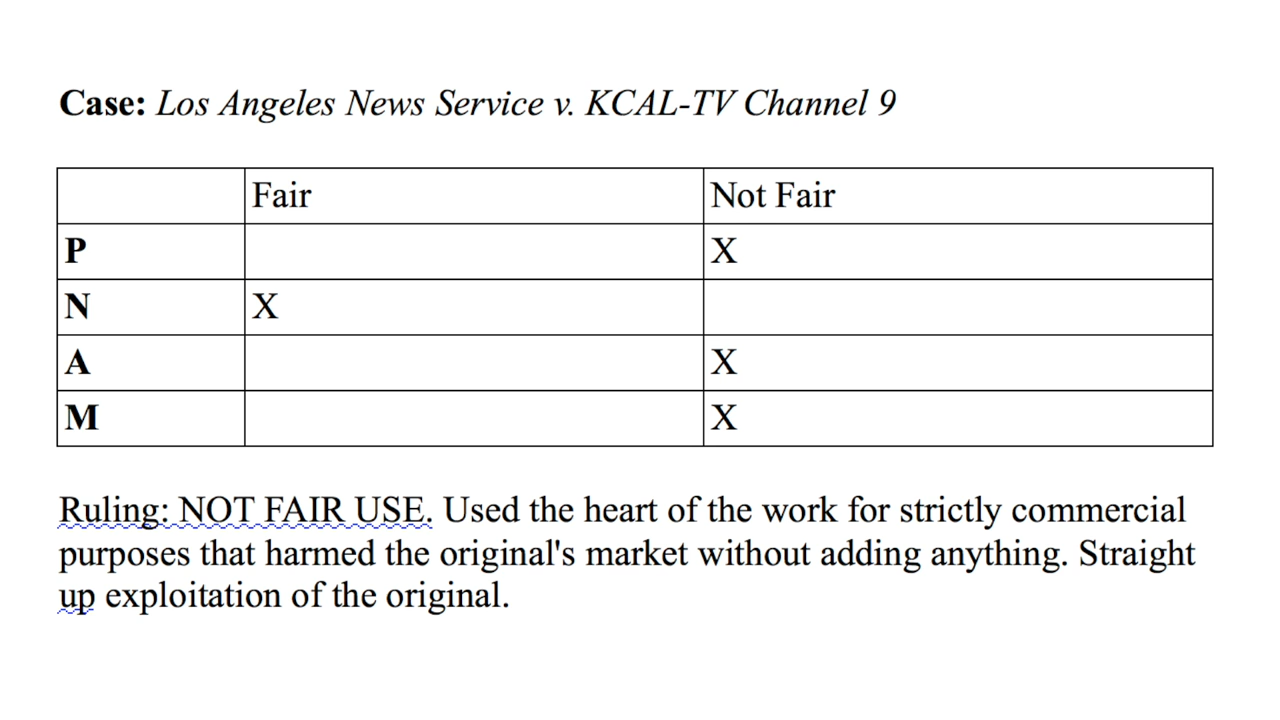 Case: Los Angeles News Service v. KCAL-TV Channel 9
Fair Not Fair
P X
N X
A X
M X
Ruling: NOT FAIR USE. Used the heart of the work for strictly commercial
purposes that harmed the original's market without adding anything. Straight
up exploitation of the original.